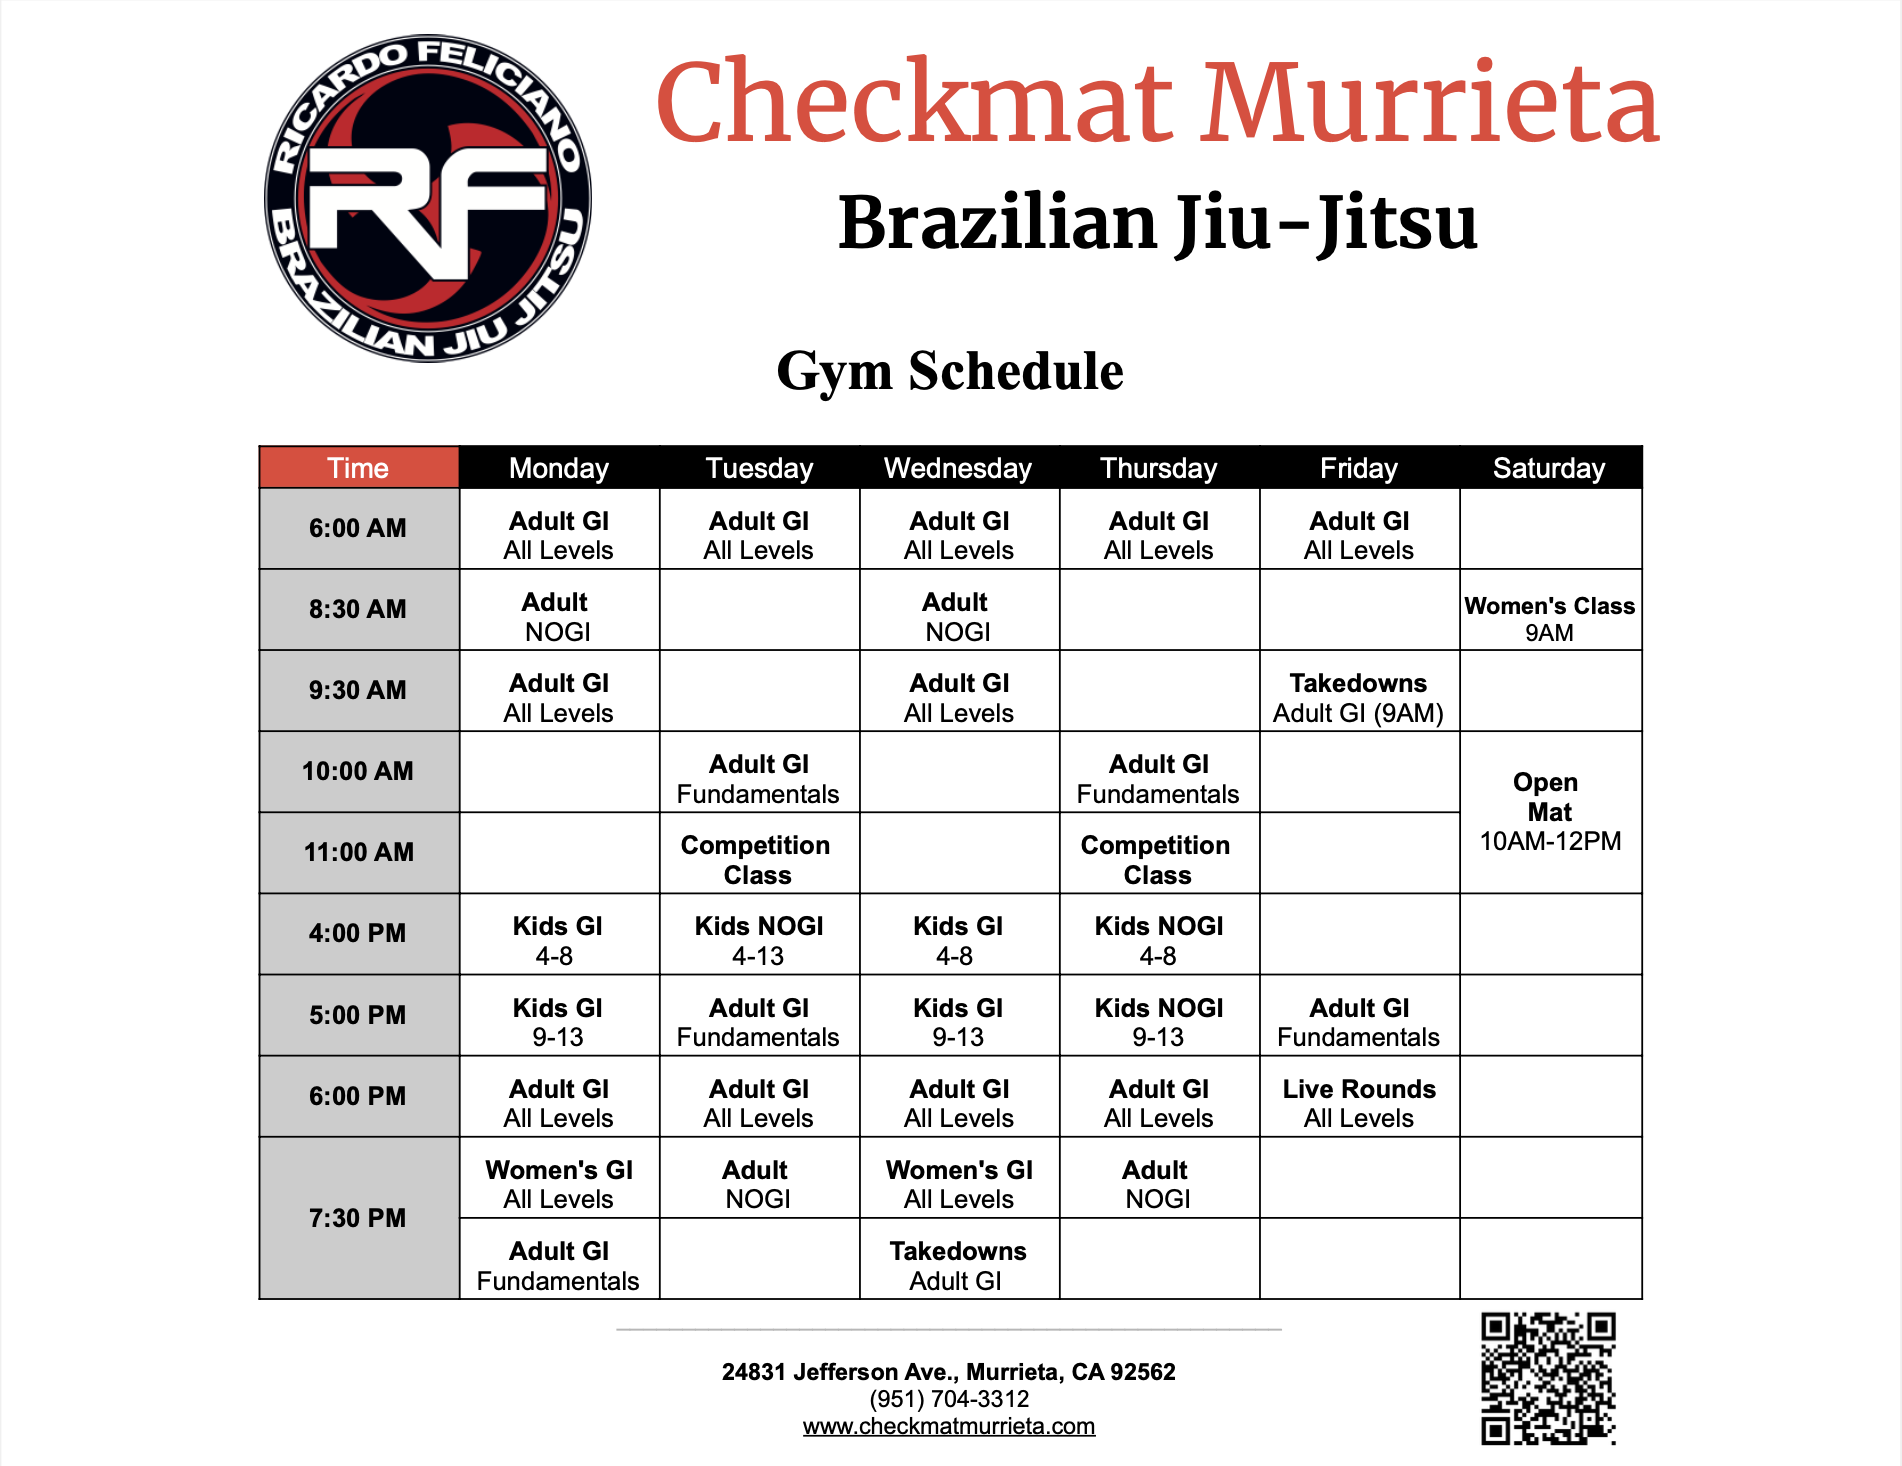 RICARDO FELICIANO
RF
BRAZILIAN JIU JITSU
Checkmat Murrieta
Brazilian Jiu-Jitsu
Gym Schedule
Time Monday Tuesday Wednesday Thursday Friday Saturday
6:00 AM
Adult GI Adult GI Adult GI Adult GI Adult GI
All Levels All Levels All Levels All Levels All Levels
8:30 AM
Adult Adult Women's Class
NOGI NOGI 9AM
9:30 AM
Adult GI Adult GI Takedowns
All Levels All Levels Adult GI (9AM)
10:00 AM
Adult GI Adult GI
Fundamentals Fundamentals
Open
Mat
10AM-12PM
11:00 AM
Competition Competition
Class Class
4:00 PM
Kids GI Kids NOGI Kids GI Kids NOGI
4-8 4-13 4-8 4-8
5:00 PM
Kids GI Adult GI Kids GI Kids NOGI Adult GI
9-13 Fundamentals 9-13 9-13 Fundamentals
6:00 PM
Adult GI Adult GI Adult GI Adult GI Live Rounds
All Levels All Levels All Levels All Levels All Levels
7:30 PM
Women's GI Adult Women's GI Adult
All Levels NOGI All Levels NOGI
Adult GI Takedowns
Fundamentals Adult GI
24831 Jefferson Ave., Murrieta, CA 92562
(951) 704-3312
www.checkmatmurrieta.com